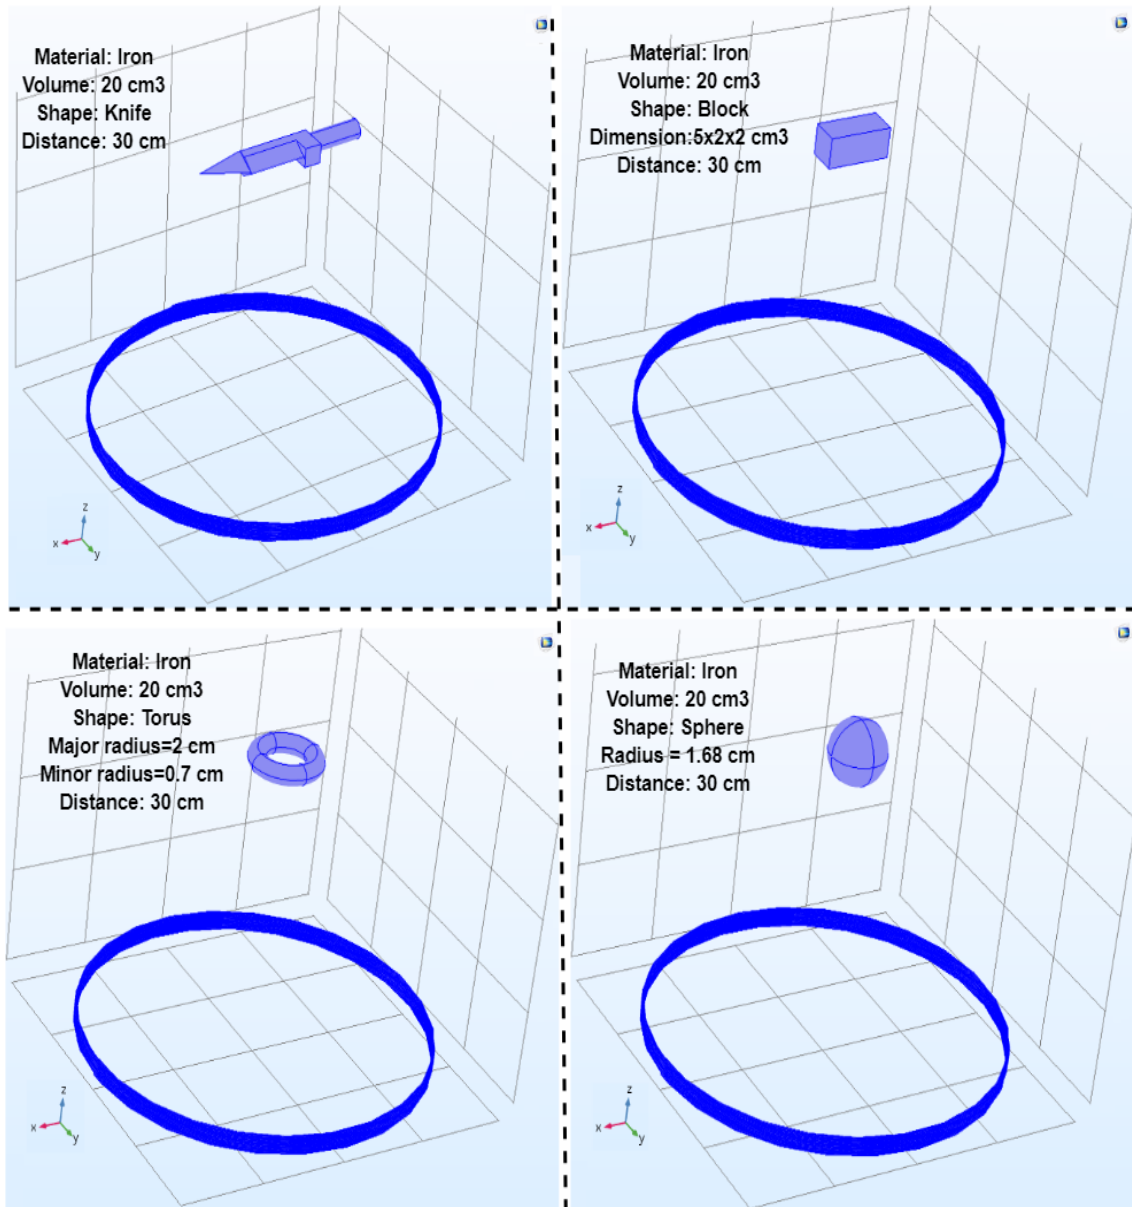 Material: Iron
Volume: 20 cm3
Shape: Knife
Distance: 30 cm
z
x
y
Material: Iron
Volume: 20 cm3
Shape: Block
Dimension:5x2x2 cm3
Distance: 30 cm
z
x
y
Material: Iron
Volume: 20 cm3
Shape: Torus
Major radius=2 cm
Minor radius=0.7 cm
Distance: 30 cm
z
x
y
Material: Iron
Volume: 20 cm3
Shape: Sphere
Radius = 1.68 cm
Distance: 30 cm
z
x
y